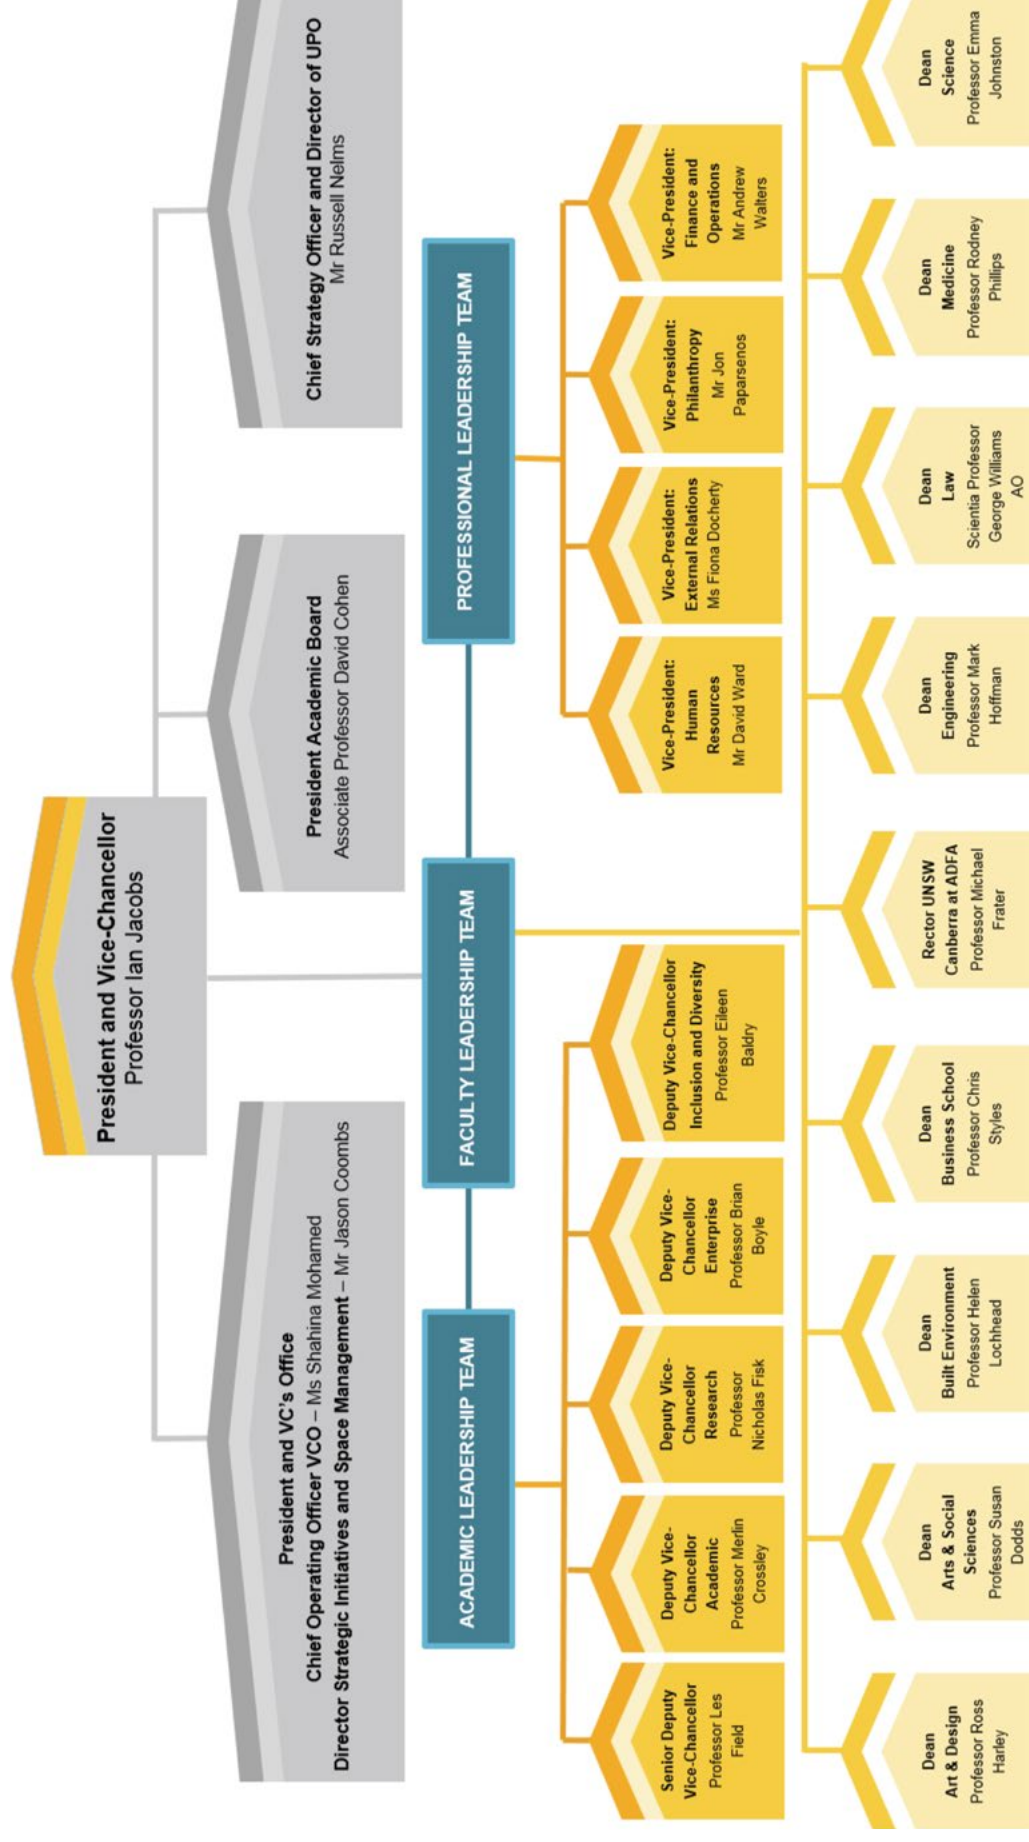 President and Vice-Chancellor
Professor Ian Jacobs
President and VC's Office
Chief Operating Officer VCO – Ms Shahina Mohamed
Director Strategic Initiatives and Space Management – Mr Jason Coombs
President Academic Board
Associate Professor David Cohen
Chief Strategy Officer and Director of UPO
Mr Russell Nelms
ACADEMIC LEADERSHIP TEAM
FACULTY LEADERSHIP TEAM
PROFESSIONAL LEADERSHIP TEAM
Senior Deputy
Vice-Chancellor
Professor Les
Field
Deputy Vice-
Chancellor
Academic
Professor Merlin
Crossley
Deputy Vice-
Chancellor
Research
Professor
Nicholas Fisk
Deputy Vice-
Chancellor
Enterprise
Professor Brian
Boyle
Deputy Vice-Chancellor
Inclusion and Diversity
Professor Eileen
Baldry
Vice-President:
Human
Resources
Mr David Ward
Vice-President:
External Relations
Ms Fiona Docherty
Vice-President:
Philanthropy
Mr Jon
Paparsenos
Vice-President:
Finance and
Operations
Mr Andrew
Walters
Dean
Art & Design
Professor Ross
Harley
Dean
Arts & Social
Sciences
Professor Susan
Dodds
Dean
Built Environment
Professor Helen
Lochhead
Dean
Business School
Professor Chris
Styles
Rector UNSW
Canberra at ADFA
Professor Michael
Frater
Dean
Engineering
Professor Mark
Hoffman
Dean
Law
Scientia Professor
George Williams
AO
Dean
Medicine
Professor Rodney
Phillips
Dean
Science
Professor Emma
Johnston